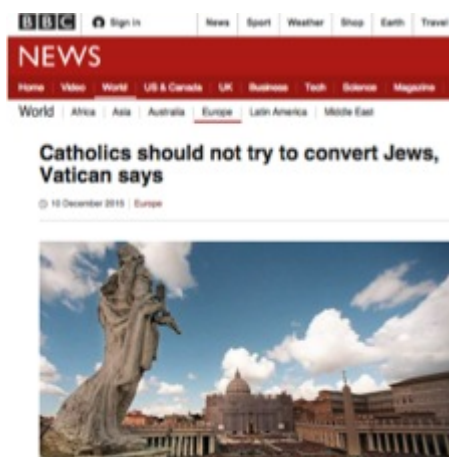 BBC Sign in News Sport Weather Shop Earth Travel
NEWS
Home Video World US & Canada UK Business Tech Science Magazine
World Africa Asia Australia Europe Latin America Middle East
Catholics should not try to convert Jews,
Vatican says
10 December 2015 Europe